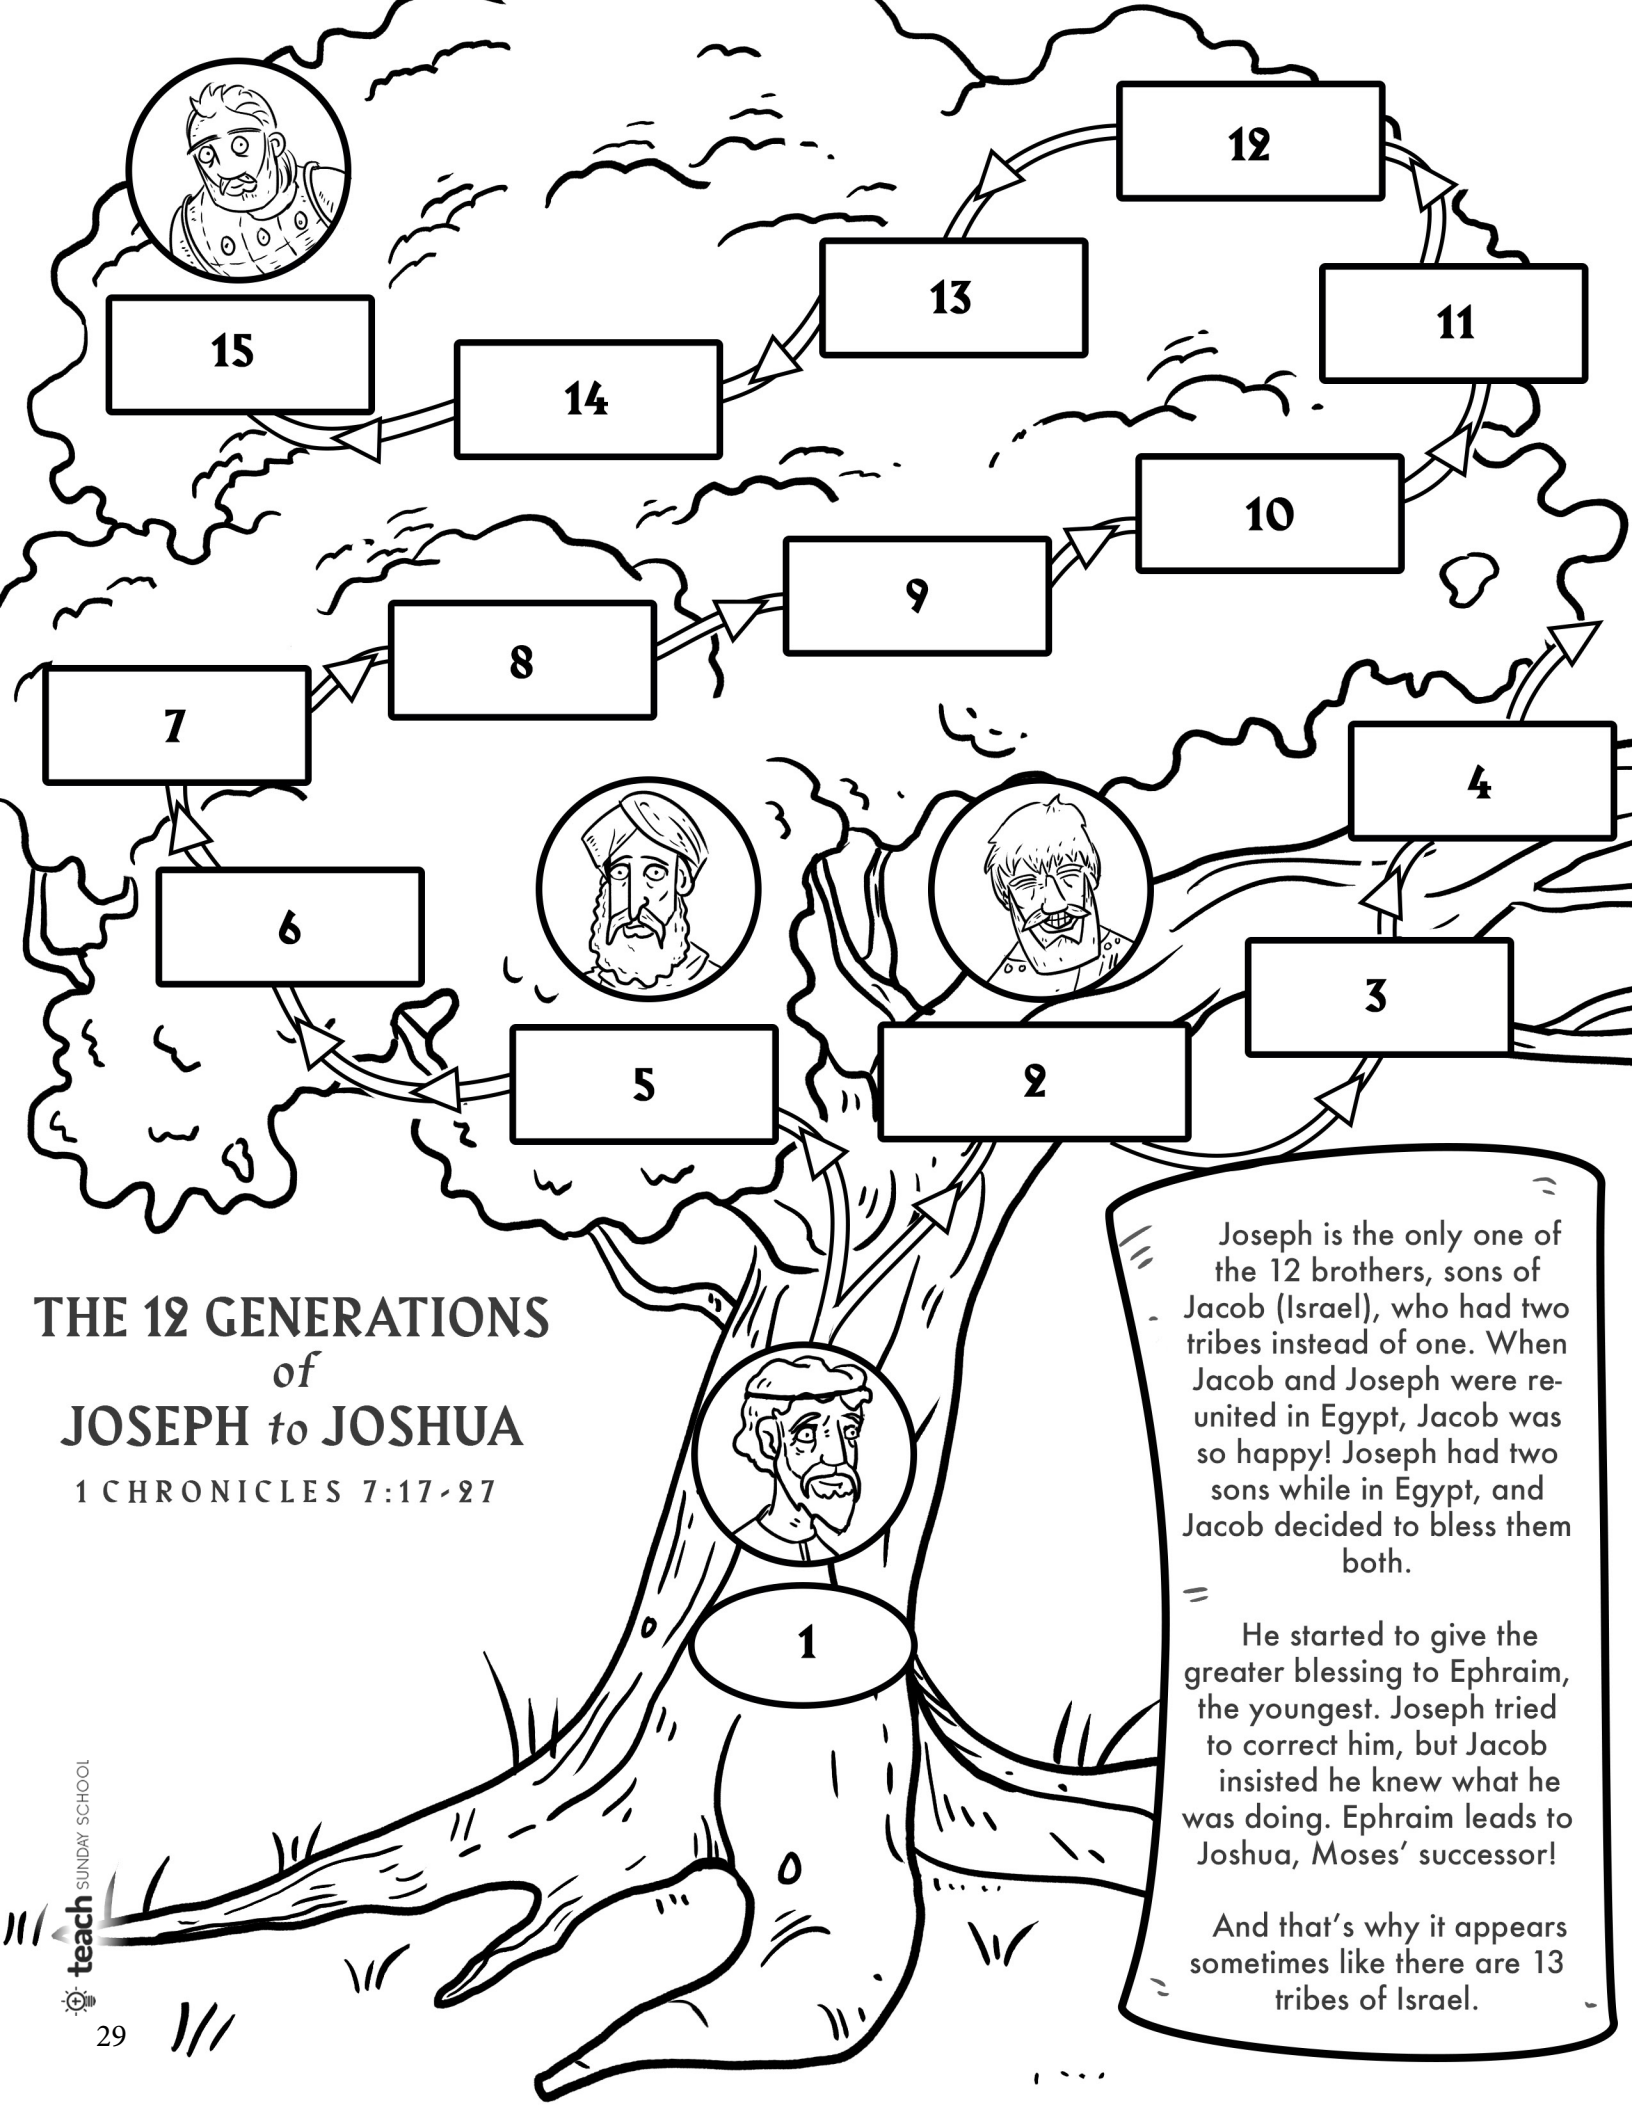 12
13
11
15
14
10
9
8
7
4
6
3
5
2
Joseph is the only one of
the 12 brothers, sons of
Jacob (Israel), who had two
tribes instead of one. When
Jacob and Joseph were re-
united in Egypt, Jacob was
so happy! Joseph had two
sons while in Egypt, and
Jacob decided to bless them
both.
He started to give the
greater blessing to Ephraim,
the youngest. Joseph tried
to correct him, but Jacob
insisted he knew what he
was doing. Ephraim leads to
Joshua, Moses’ successor!
And that’s why it appears
sometimes like there are 13
tribes of Israel.
THE 12 GENERATIONS
of
JOSEPH to JOSHUA
1 CHRONICLES 7:17-27
1
teach SUNDAY SCHOOL
29